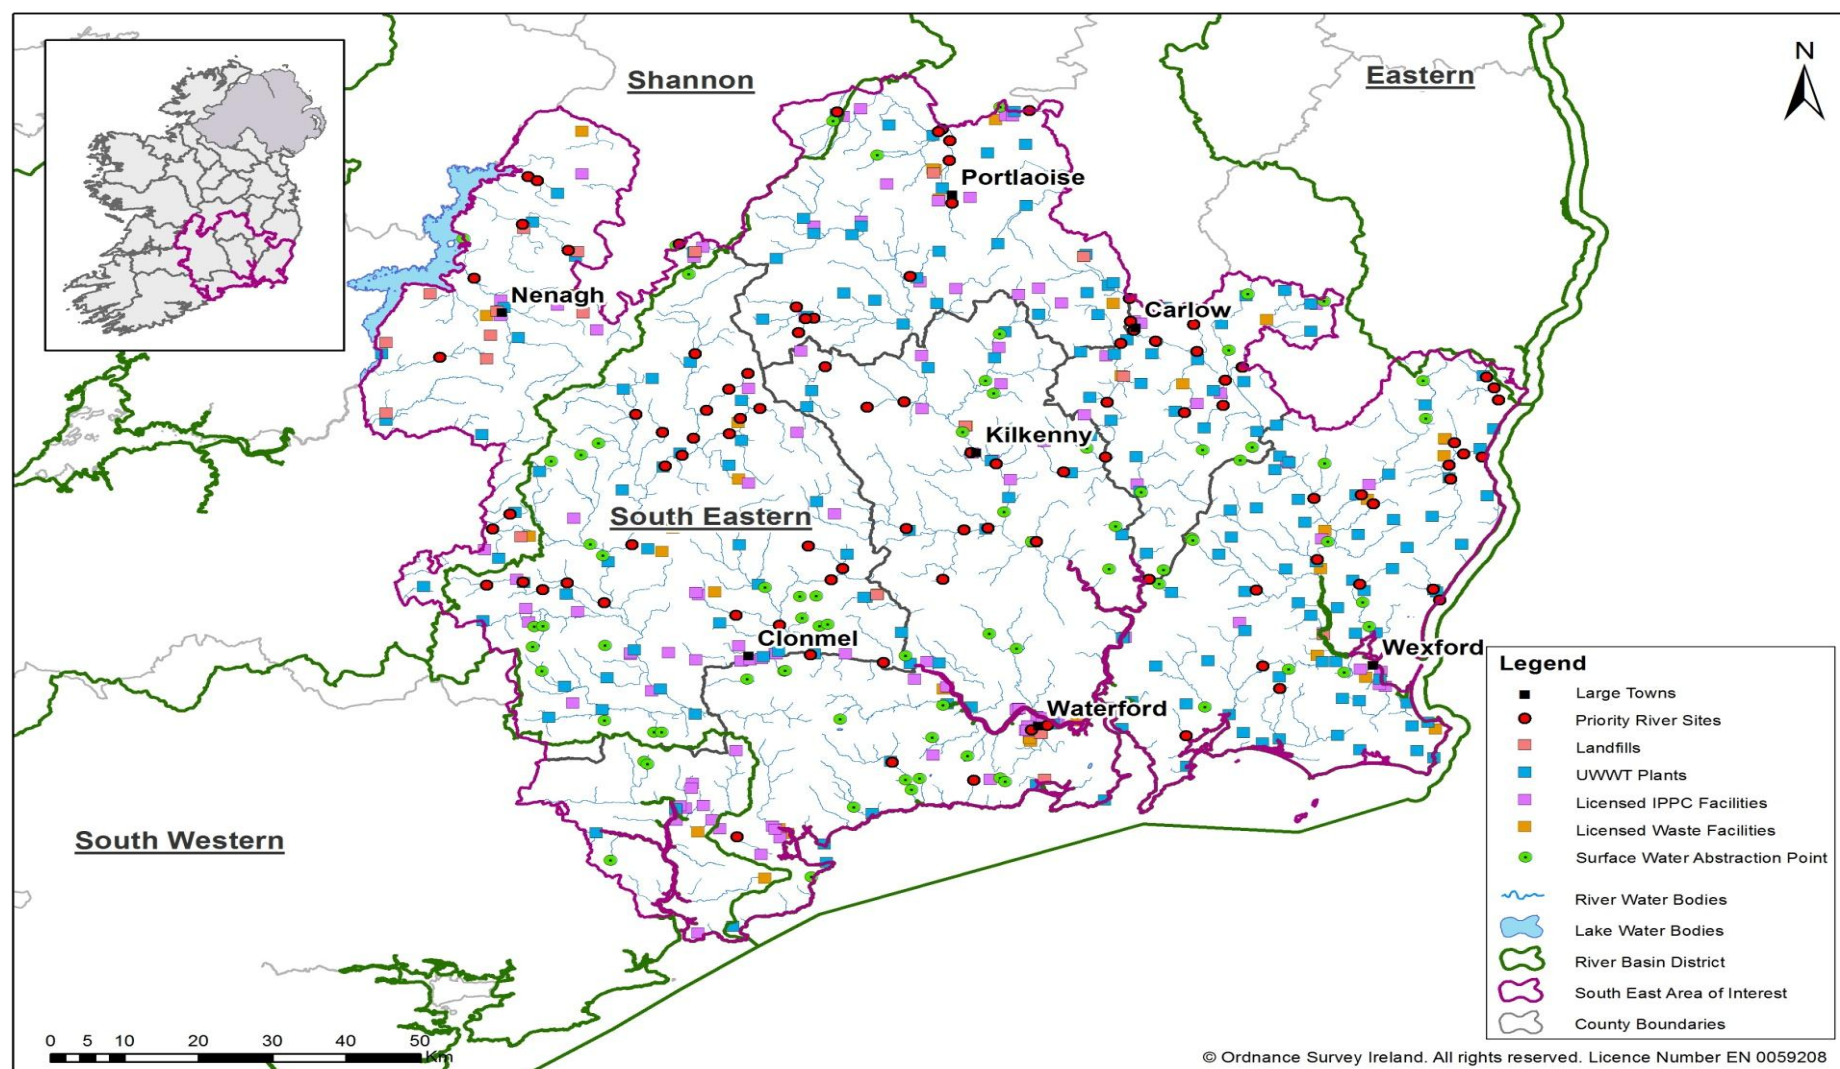 Shannon
Eastern
N
Portlaoise
Nenagh
Carlow
Kilkenny
South Eastern
Clonmel
Wexford
Waterford
South Western
Legend
Large Towns
Priority River Sites
Landfills
UWWT Plants
Licensed IPPC Facilities
Licensed Waste Facilities
Surface Water Abstraction Point
River Water Bodies
Lake Water Bodies
River Basin District
South East Area of Interest
County Boundaries
0 5 10 20 30 40 50
Km
© Ordnance Survey Ireland. All rights reserved. Licence Number EN 0059208